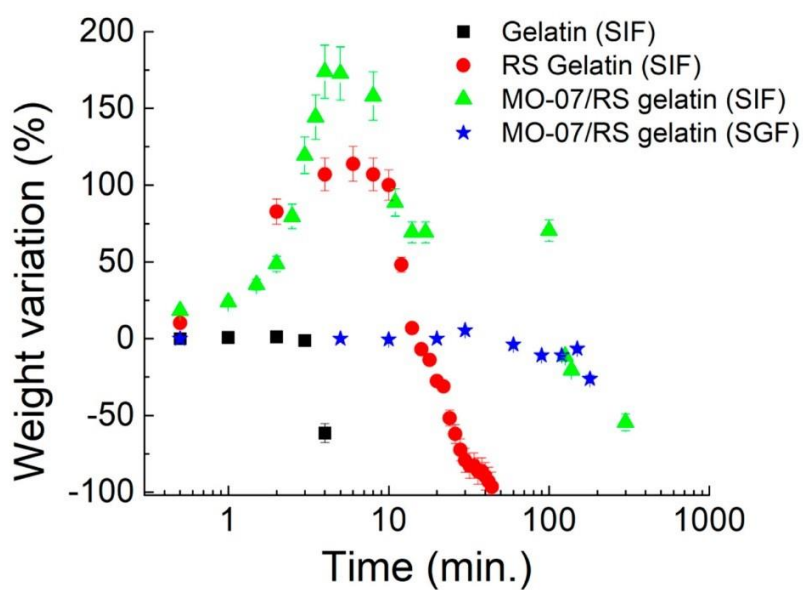 Gelatin (SIF)
RS Gelatin (SIF)
MO-07/RS gelatin (SIF)
MO-07/RS gelatin (SGF)
Weight variation (%)
200
150
100
50
0
-50
-100
1
10
100
1000
Time (min.)